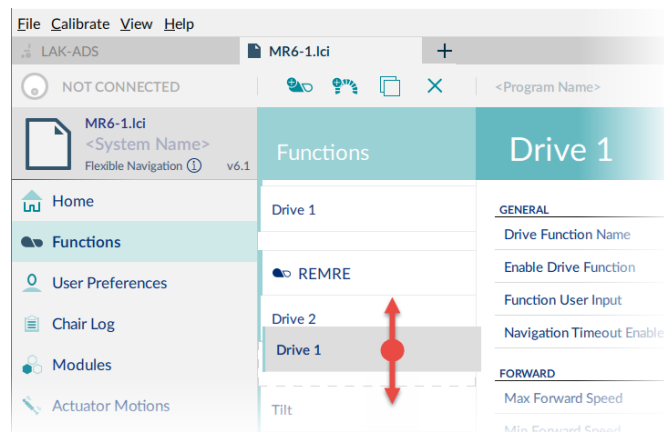 File Calibrate View Help
LAK-ADS
MR6-1.lci
NOT CONNECTED
<Program Name>
MR6-1.lci
<System Name>
Flexible Navigation i v6.1
Functions
Drive 1
Home
Functions
User Preferences
Chair Log
Modules
Actuator Motions
Drive 1
REMRE
Drive 2
Drive 1
Tilt
GENERAL
Drive Function Name
Enable Drive Function
Function User Input
Navigation Timeout Enable
FORWARD
Max Forward Speed
Min Forward Speed